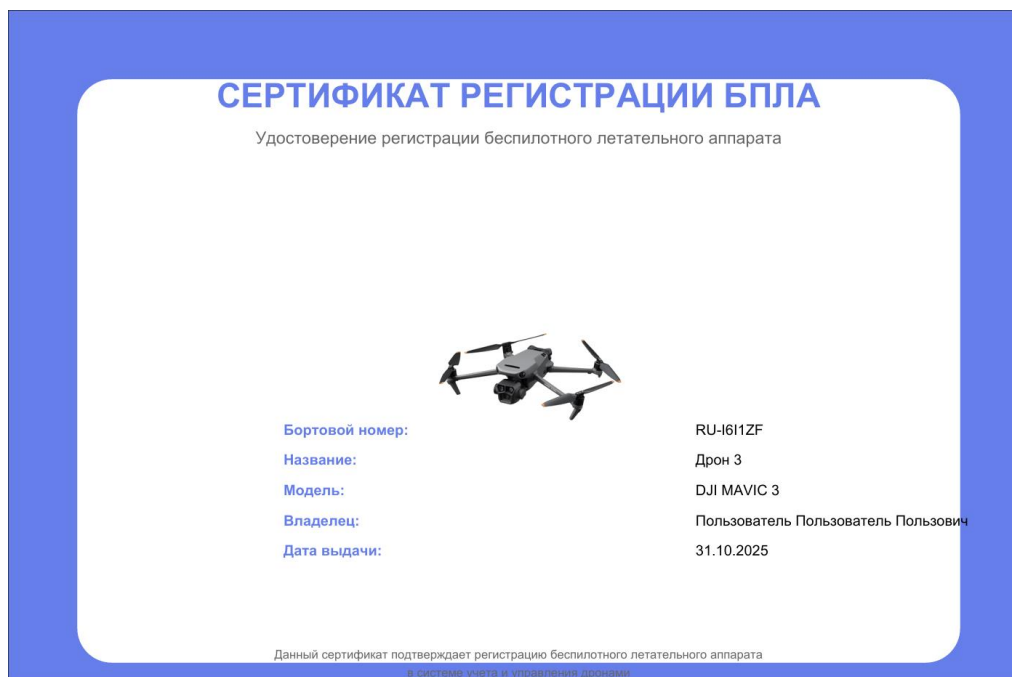 СЕРТИФИКАТ РЕГИСТРАЦИИ БПЛА
Удостоверение регистрации беспилотного летательного аппарата
Бортовой номер: RU-I6I1ZF
Название: Дрон 3
Модель: DJI MAVIC 3
Владелец: Пользователь Пользователь Пользович
Дата выдачи: 31.10.2025
Данный сертификат подтверждает регистрацию беспилотного летательного аппарата
в системе учета и управления дронами